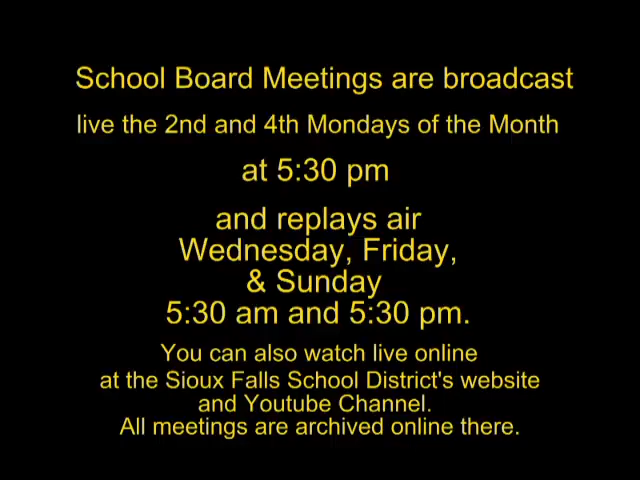 School Board Meetings are broadcast
live the 2nd and 4th Mondays of the Month
at 5:30 pm
and replays air
Wednesday, Friday,
& Sunday
5:30 am and 5:30 pm.
You can also watch live online
at the Sioux Falls School District's website
and Youtube Channel.
All meetings are archived online there.